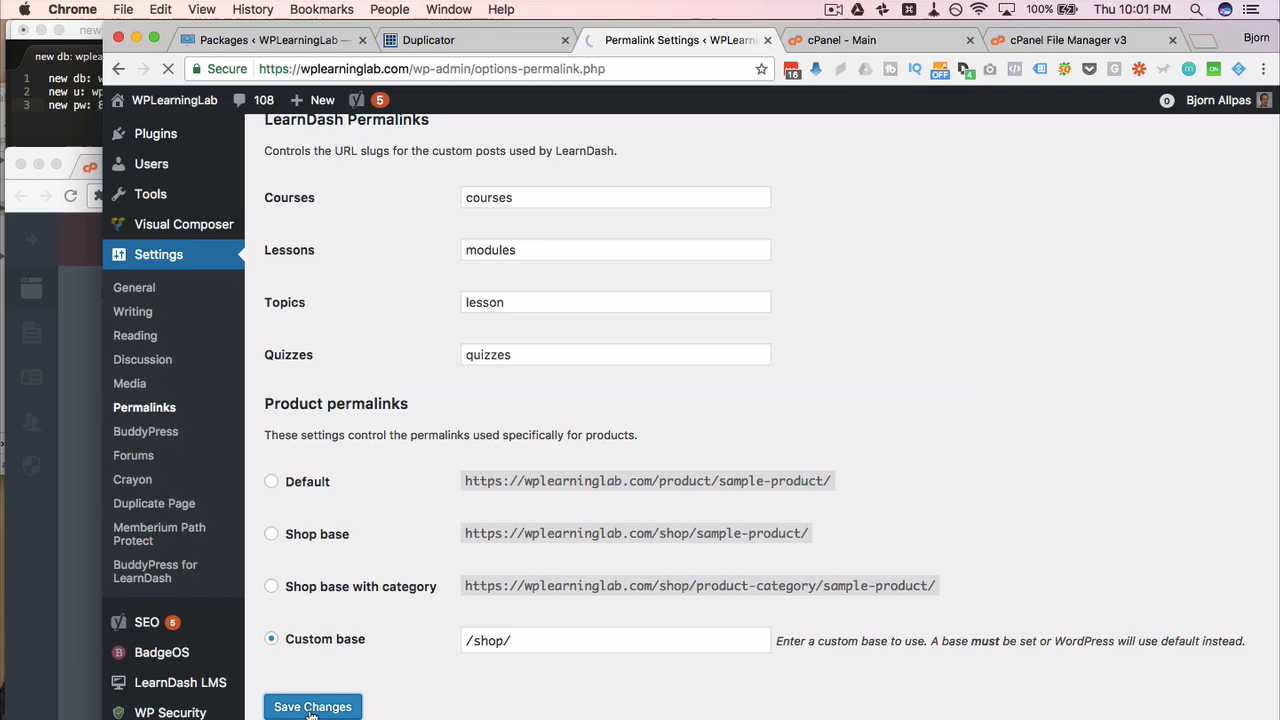 Chrome File Edit View History Bookmarks People Window Help 100% Thu 10:01 PM
new
Packages ‹ WPLearningLab — × Duplicator × Permalink Settings ‹ WPLearni × cPanel - Main × cPanel File Manager v3 × Bjorn
Secure https://wplearninglab.com/wp-admin/options-permalink.php
new db: wp
1 new db: w
2 new u: wp
3 new pw: 8
WPLearningLab 108 + New 5 0 Bjorn Allpas
Plugins
Users
Tools
Visual Composer
Settings
General
Writing
Reading
Discussion
Media
Permalinks
BuddyPress
Forums
Crayon
Duplicate Page
Memberium Path
Protect
BuddyPress for
LearnDash
SEO 5
BadgeOS
LearnDash LMS
WP Security
LearnDash Permalinks
Controls the URL slugs for the custom posts used by LearnDash.
Courses courses
Lessons modules
Topics lesson
Quizzes quizzes
Product permalinks
These settings control the permalinks used specifically for products.
Default https://wplearninglab.com/product/sample-product/
Shop base https://wplearninglab.com/shop/sample-product/
Shop base with category https://wplearninglab.com/shop/product-category/sample-product/
Custom base /shop/ Enter a custom base to use. A base must be set or WordPress will use default instead.
Save Changes